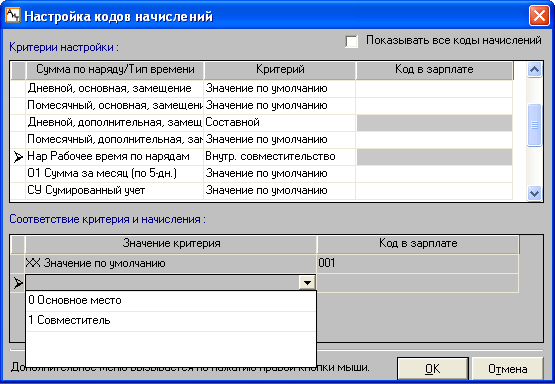 Настройка кодов начислений
Критерии настройки :
Показывать все коды начислений
Сумма по наряду/Тип времени Критерий Код в зарплате
Дневной, основная, замещение Значение по умолчанию
Помесячный, основная, замещени Значение по умолчанию
Дневной, дополнительная, замещ Составной
Помесячный, дополнительная, зам Значение по умолчанию
Нар Рабочее время по нарядам Внутр. совместительство
О1 Сумма за месяц (по 5-дн.) Значение по умолчанию
СУ Сумированный учет Значение по умолчанию
Соответствие критерия и начисления :
Значение критерия Код в зарплате
XX Значение по умолчанию 001
0 Основное место
1 Совместитель
Дополнительное меню вызывается по нажатию правой кнопки мыши.
OK Отмена